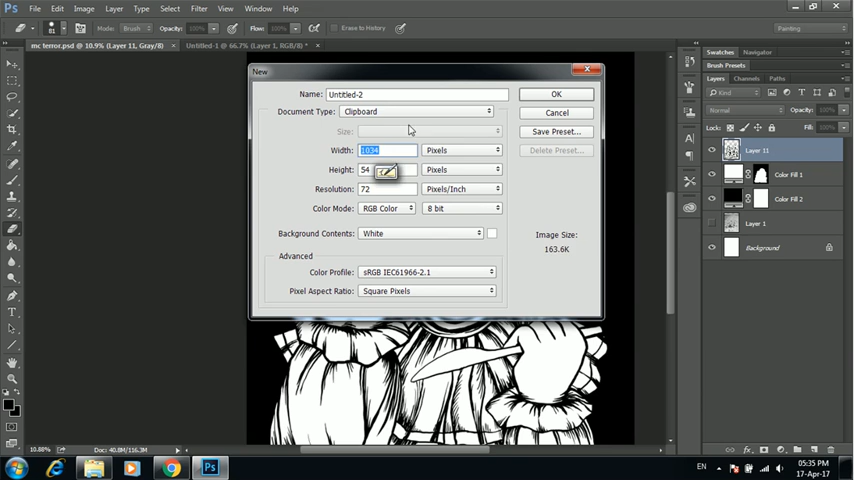 Ps File Edit Image Layer Type Select Filter 3D View Window Help
81 Mode: Brush Opacity: 100% Flow: 100% Erase to History Painting
mc terror.psd @ 10.9% (Layer 11, Gray/8) × Untitled-1 @ 66.7% (Layer 1, RGB/8) * ×
New
Name: Untitled-2
Document Type: Clipboard
Size:
Width: 1034 Pixels
Height: 54 Pixels
Resolution: 72 Pixels/Inch
Color Mode: RGB Color 8 bit
Background Contents: White
Advanced
Color Profile: sRGB IEC61966-2.1
Pixel Aspect Ratio: Square Pixels
OK
Cancel
Save Preset...
Delete Preset...
Image Size:
163.6K
Swatches Navigator
Brush Presets
Layers Channels Paths
Kind
Normal Opacity: 100%
Lock: Fill: 100%
Layer 11
Color Fill 1
Color Fill 2
Layer 1
Background
10.88% Doc: 40.8M/116.3M
Ps EN 05:35 PM
17-Apr-17